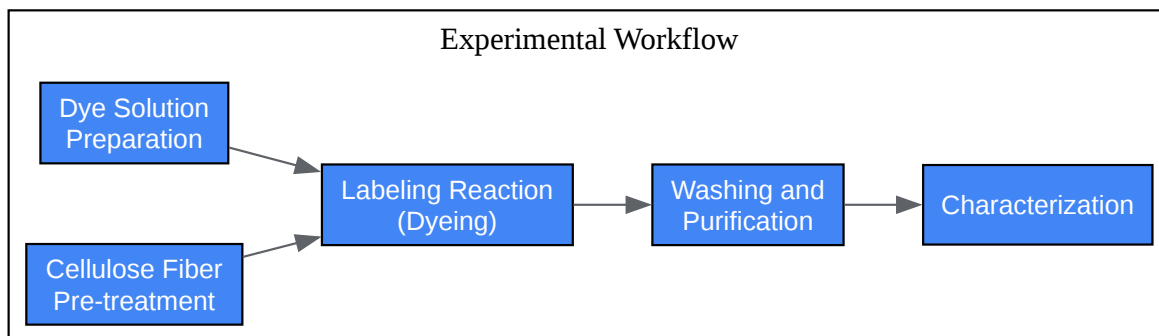 Experimental Workflow
Dye Solution
Preparation
Cellulose Fiber
Pre-treatment
Labeling Reaction
(Dyeing)
Washing and
Purification
Characterization